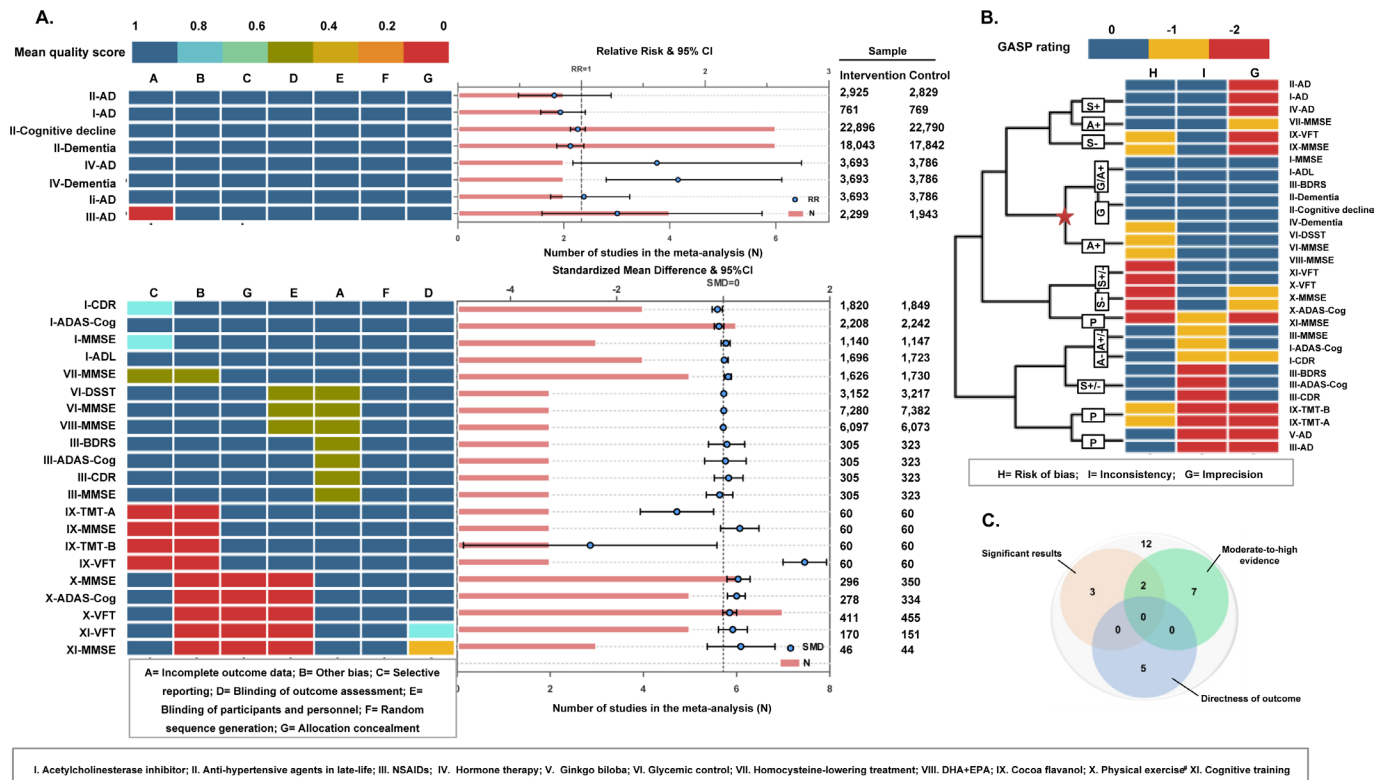 A.
1 0.8 0.6 0.4 0.2 0
Mean quality score
A B C D E F G
Relative Risk & 95% CI
RR=1
1 2 3
Sample
Intervention Control
II-AD 2,925 2,829
I-AD 761 769
II-Cognitive decline 22,896 22,790
II-Dementia 18,043 17,842
IV-AD 3,693 3,786
IV-Dementia 3,693 3,786
Ii-AD 3,693 3,786
III-AD 2,299 1,943
RR
N
0 2 4 6
Number of studies in the meta-analysis (N)
Standardized Mean Difference & 95%CI
SMD=0
C B G E A F D
-4 -2 2
I-CDR 1,820 1,849
I-ADAS-Cog 2,208 2,242
I-MMSE 1,140 1,147
I-ADL 1,696 1,723
VII-MMSE 1,626 1,730
VI-DSST 3,152 3,217
VI-MMSE 7,280 7,382
VIII-MMSE 6,097 6,073
III-BDRS 305 323
III-ADAS-Cog 305 323
III-CDR 305 323
III-MMSE 305 323
IX-TMT-A 60 60
IX-MMSE 60 60
IX-TMT-B 60 60
IX-VFT 60 60
X-MMSE 296 350
X-ADAS-Cog 278 334
X-VFT 411 455
XI-VFT 170 151
XI-MMSE 46 44
SMD
N
0 2 4 6 8
Number of studies in the meta-analysis (N)
A= Incomplete outcome data; B= Other bias; C= Selective
reporting; D= Blinding of outcome assessment; E=
Blinding of participants and personnel; F= Random
sequence generation; G= Allocation concealment
B.
0 -1 -2
GASP rating
H I G
II-AD
I-AD
S+
IV-AD
A+
VII-MMSE
IX-VFT
S-
IX-MMSE
I-MMSE
G/A+
I-ADL
III-BDRS
II-Dementia
G
II-Cognitive decline
IV-Dementia
VI-DSST
A+
VI-MMSE
VIII-MMSE
S+/-
XI-VFT
X-VFT
S-
X-MMSE
X-ADAS-Cog
P
XI-MMSE
A+/-
III-MMSE
I-ADAS-Cog
A-
I-CDR
III-BDRS
S+/-
III-ADAS-Cog
III-CDR
IX-TMT-B
P
IX-TMT-A
V-AD
P
III-AD
H= Risk of bias; I= Inconsistency; G= Imprecision
C.
12
Significant results
Moderate-to-high
evidence
3 2 7
0
0 0
5
Directness of outcome
I. Acetylcholinesterase inhibitor; II. Anti-hypertensive agents in late-life; III. NSAIDs; IV. Hormone therapy; V. Ginkgo biloba; VI. Glycemic control; VII. Homocysteine-lowering treatment; VIII. DHA+EPA; IX. Cocoa flavanol; X. Physical exercise# XI. Cognitive training